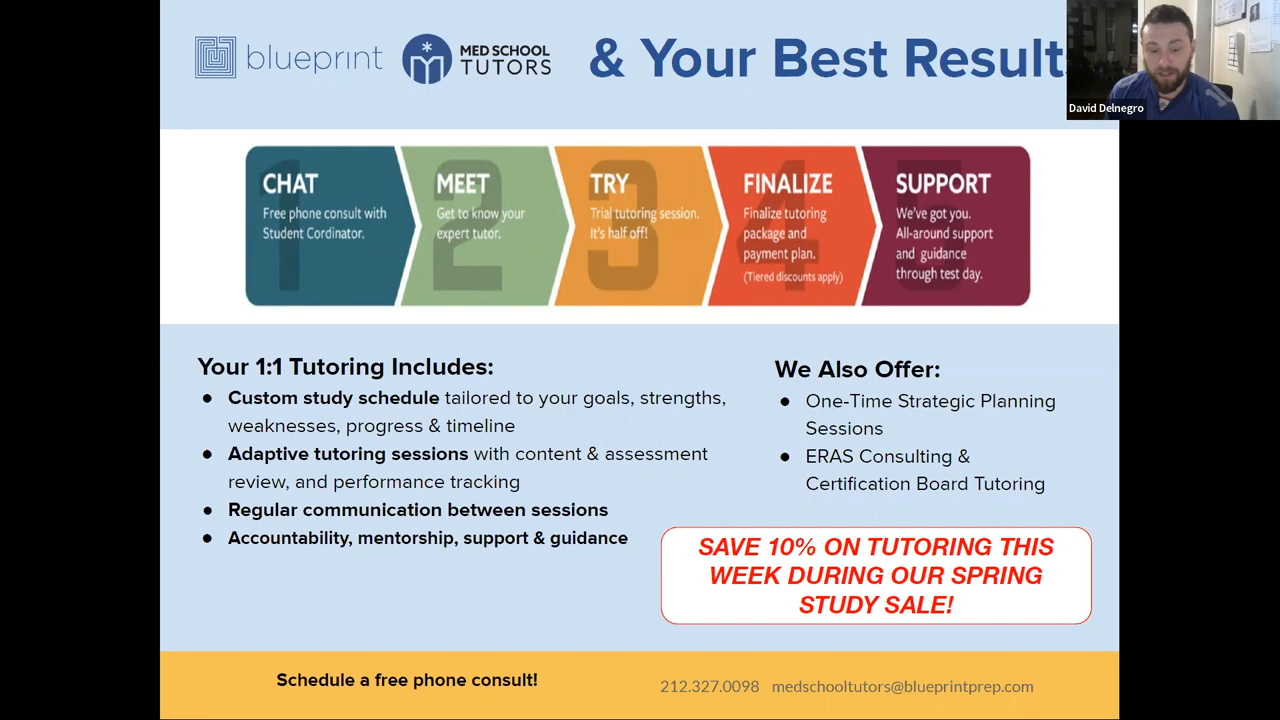 blueprint
MED SCHOOL
TUTORS
& Your Best Result
David Delnegro
1
CHAT
Free phone consult with
Student Cordinator.
2
MEET
Get to know your
expert tutor.
3
TRY
Trial tutoring session.
It's half off!
4
FINALIZE
Finalize tutoring
package and
payment plan.
(Tiered discounts apply)
5
SUPPORT
We've got you.
All-around support
and guidance
through test day.
Your 1:1 Tutoring Includes:
● Custom study schedule tailored to your goals, strengths,
weaknesses, progress & timeline
● Adaptive tutoring sessions with content & assessment
review, and performance tracking
● Regular communication between sessions
● Accountability, mentorship, support & guidance
We Also Offer:
● One-Time Strategic Planning
Sessions
● ERAS Consulting &
Certification Board Tutoring
SAVE 10% ON TUTORING THIS
WEEK DURING OUR SPRING
STUDY SALE!
Schedule a free phone consult!
212.327.0098 medschooltutors@blueprintprep.com